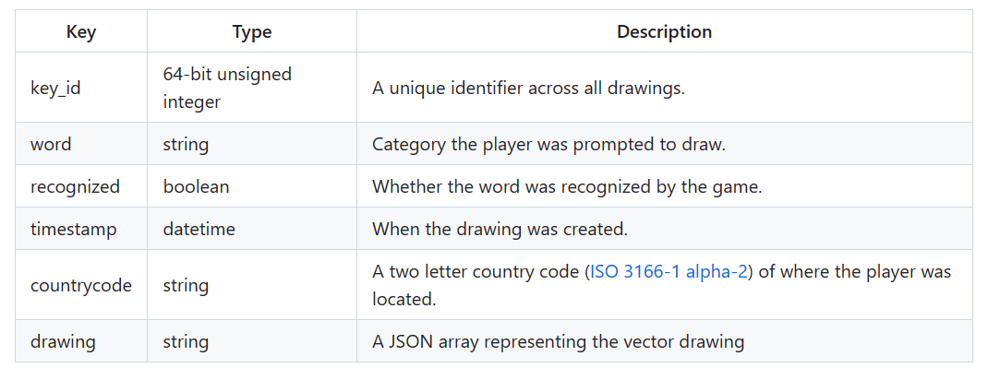 Key Type Description
key_id 64-bit unsigned integer A unique identifier across all drawings.
word string Category the player was prompted to draw.
recognized boolean Whether the word was recognized by the game.
timestamp datetime When the drawing was created.
countrycode string A two letter country code (ISO 3166-1 alpha-2) of where the player was located.
drawing string A JSON array representing the vector drawing